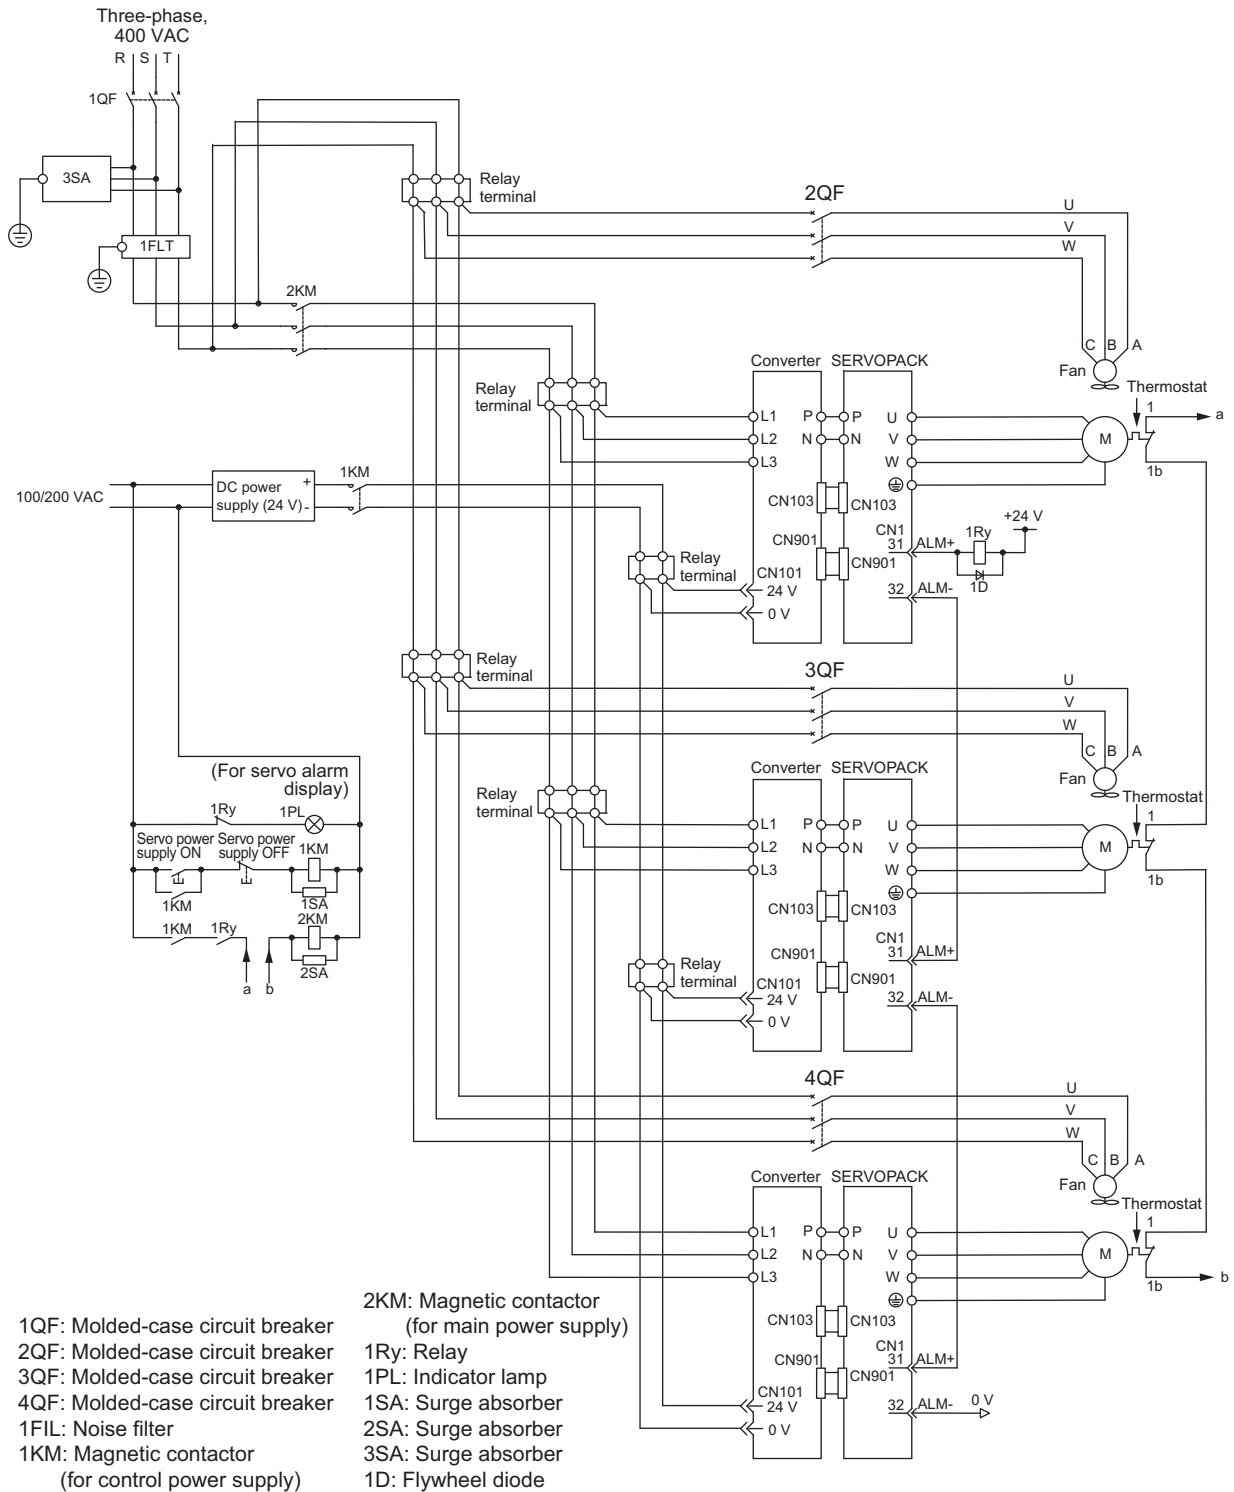 Three-phase,
400 VAC
R S T
1QF
3SA
1FLT
Relay
terminal
2QF
U
V
W
2KM
C B A
Fan
Converter SERVOPACK
Thermostat
Relay
terminal
L1 P P U
L2 N N V
L3 W
M
1 a
1b
1KM
100/200 VAC
DC power +
supply (24 V) -
CN103 CN103
CN901 CN901
CN1
31 ALM+
1Ry
+24 V
1D
Relay
terminal
CN101
24 V
0 V
32 ALM-
Relay
terminal
3QF
U
V
W
C B A
Fan
Converter SERVOPACK
Thermostat
(For servo alarm
display)
1Ry 1PL
Servo power Servo power
supply ON supply OFF
1KM
1KM 1SA
2KM
1KM 1Ry
2SA
a b
Relay
terminal
L1 P P U
L2 N N V
L3 W
M
1
1b
CN103 CN103
CN901 CN901
CN1
31 ALM+
Relay
terminal
CN101
24 V
0 V
32 ALM-
4QF
U
V
W
C B A
Fan
Converter SERVOPACK
Thermostat
L1 P P U
L2 N N V
L3 W
M
1
1b b
CN103 CN103
CN901 CN901
CN1
31 ALM+
CN101
24 V
0 V
32 ALM- 0 V
1QF: Molded-case circuit breaker
2QF: Molded-case circuit breaker
3QF: Molded-case circuit breaker
4QF: Molded-case circuit breaker
1FIL: Noise filter
1KM: Magnetic contactor
(for control power supply)
2KM: Magnetic contactor
(for main power supply)
1Ry: Relay
1PL: Indicator lamp
1SA: Surge absorber
2SA: Surge absorber
3SA: Surge absorber
1D: Flywheel diode